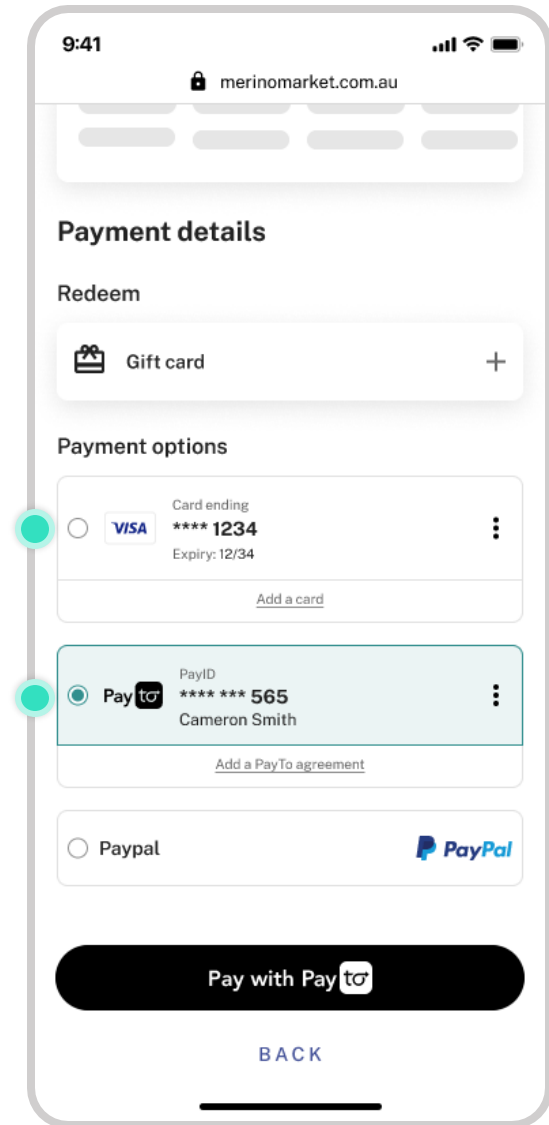 9:41
merinomarket.com.au
Payment details
Redeem
Gift card
Payment options
Card ending
VISA **** 1234
Expiry: 12/34
Add a card
PayID
Pay to **** *** 565
Cameron Smith
Add a PayTo agreement
Paypal PayPal
Pay with Pay to
BACK